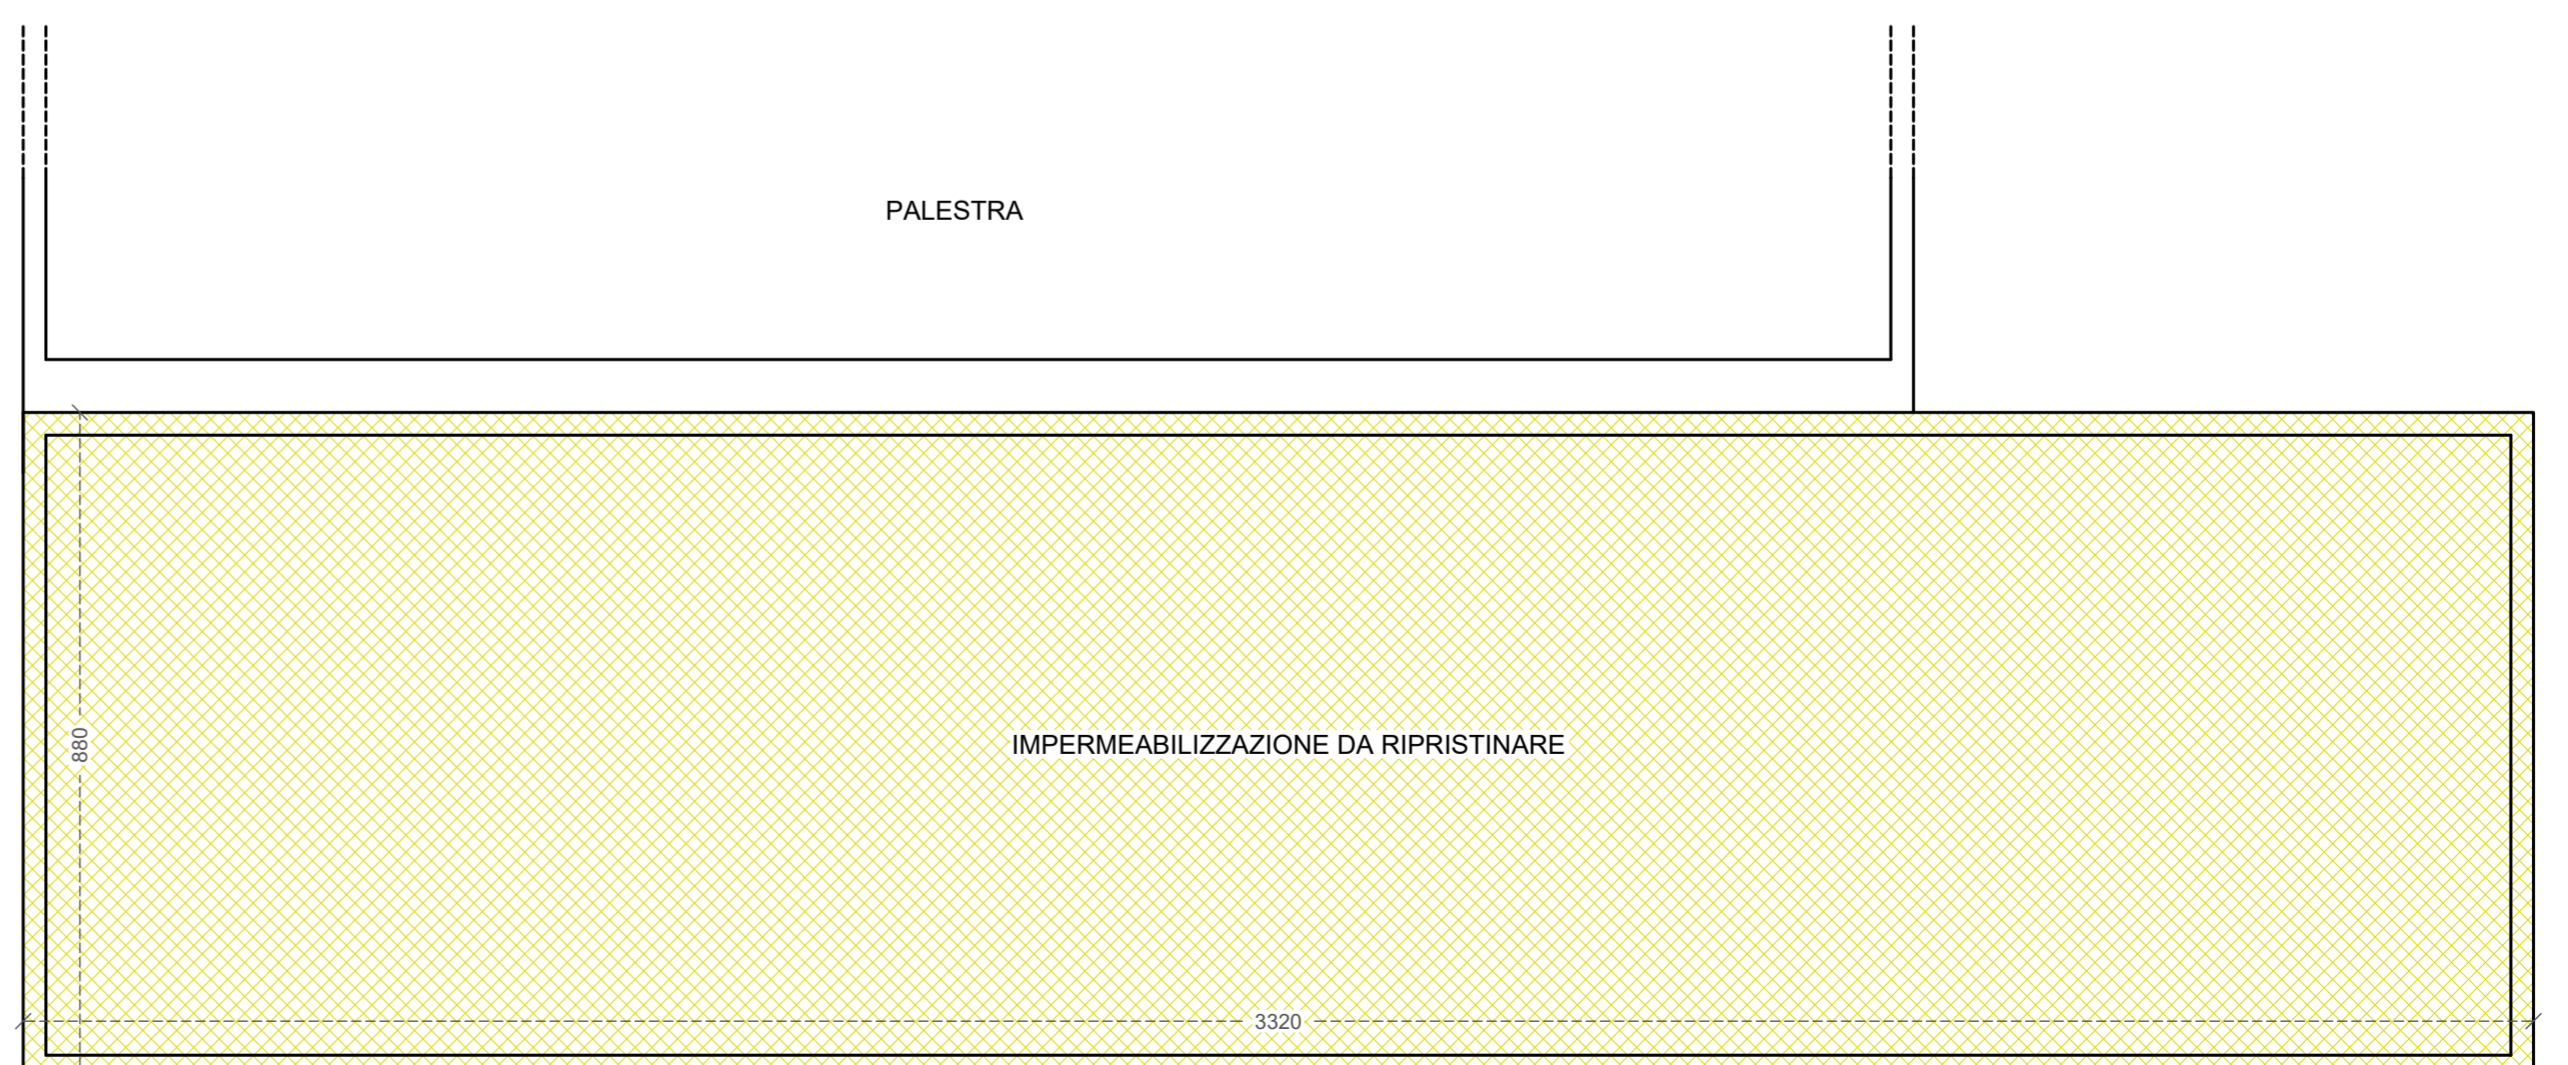 PALESTRA
880
IMPERMEABILIZZAZIONE DA RIPRISTINARE
3320